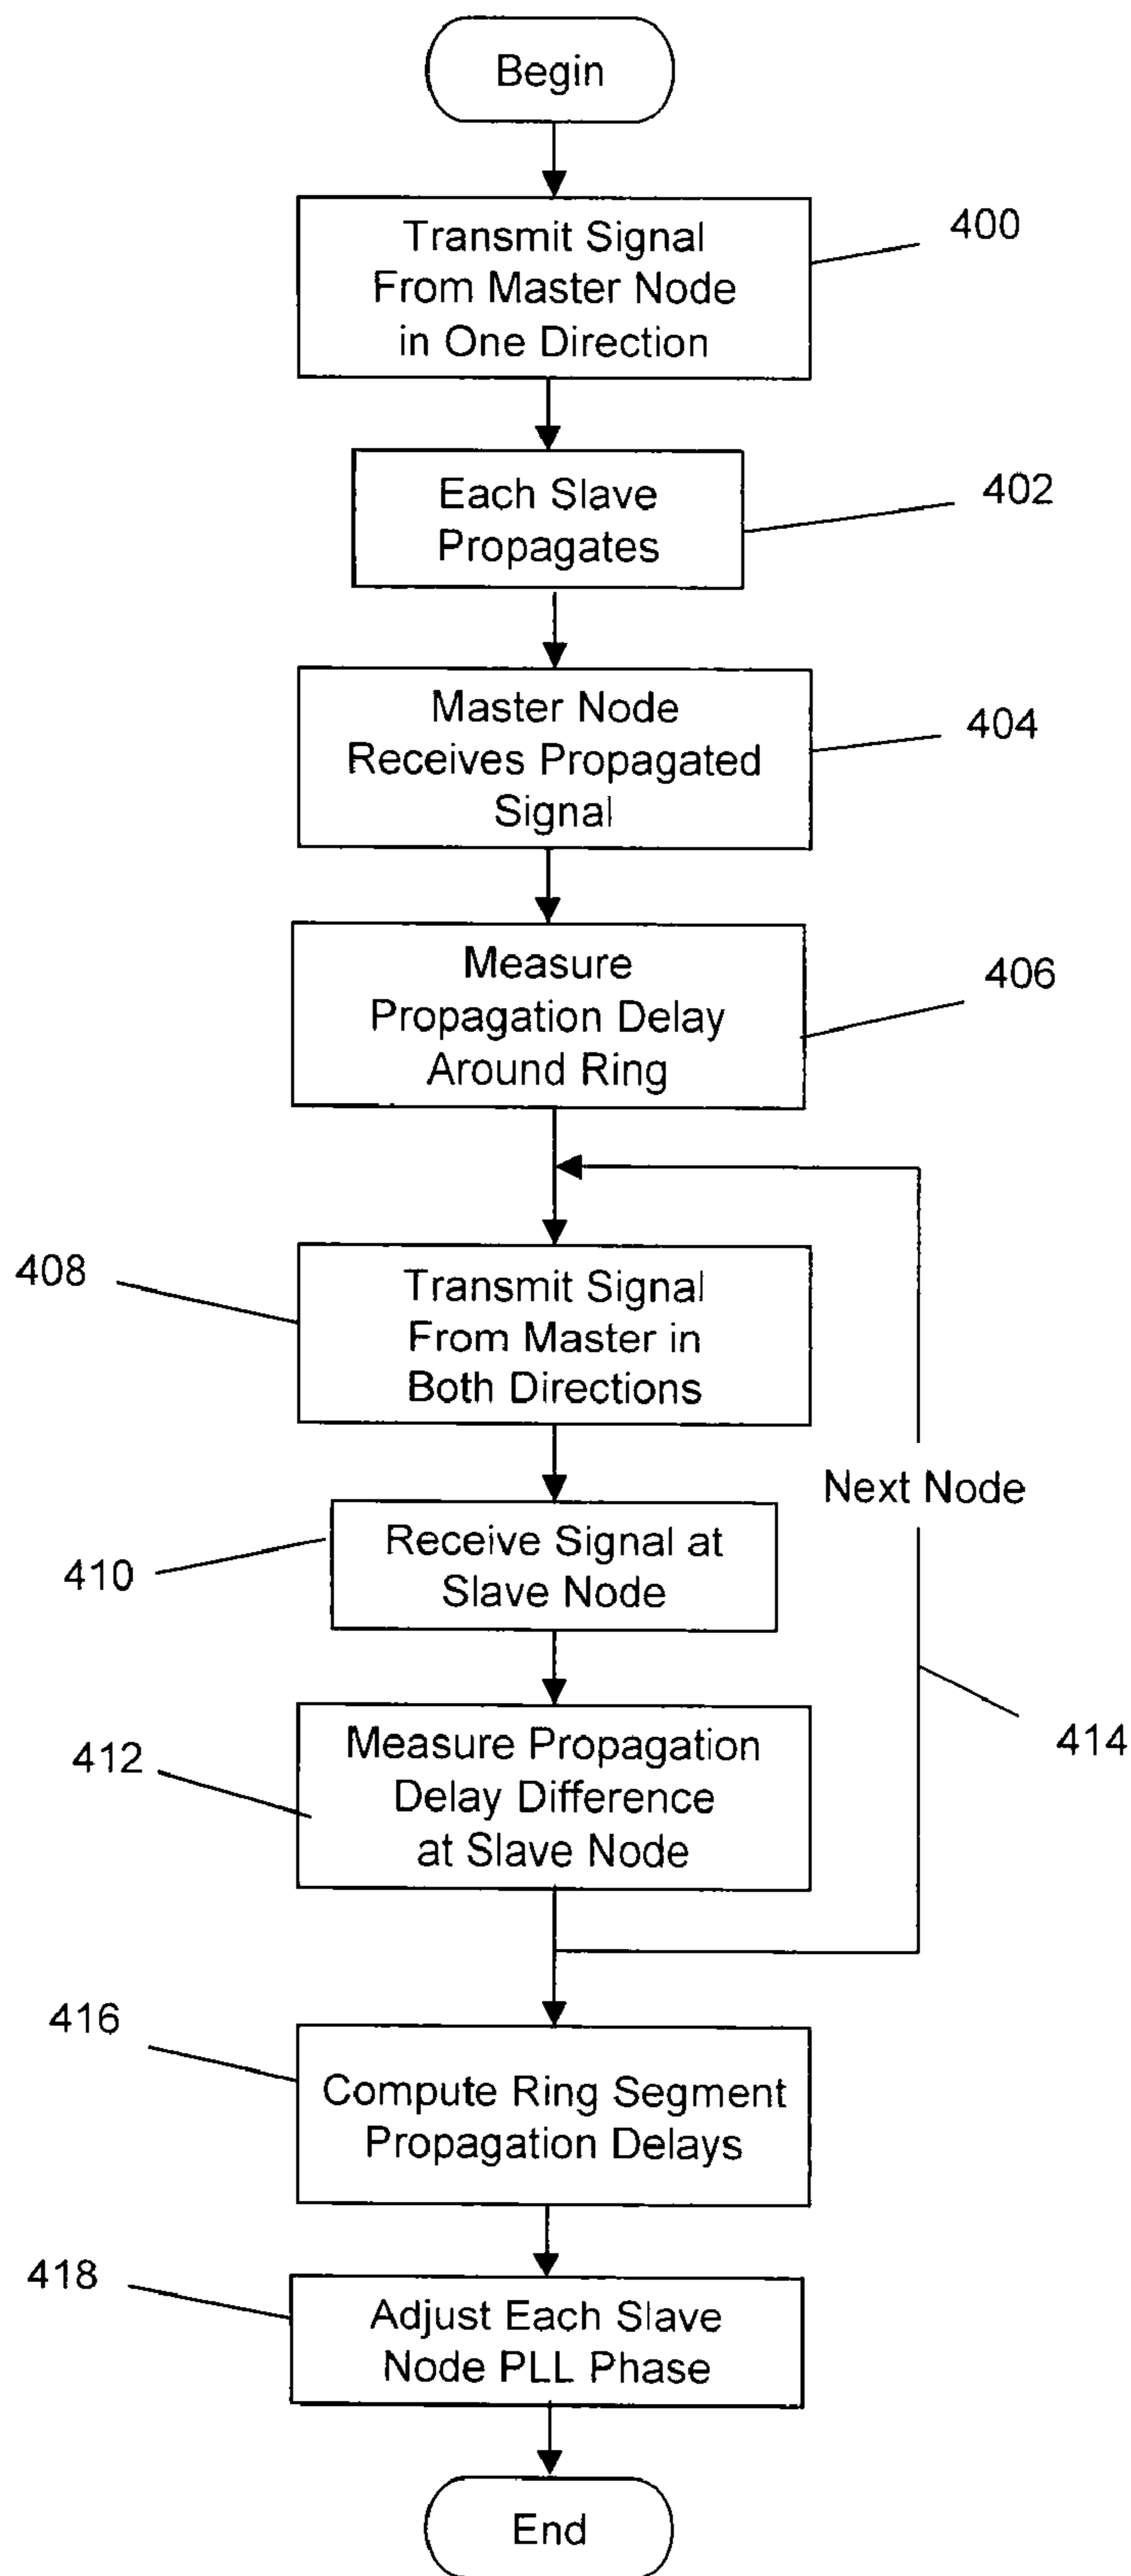 Begin
Transmit Signal
From Master Node
in One Direction
400
Each Slave
Propagates
402
Master Node
Receives Propagated
Signal
404
Measure
Propagation Delay
Around Ring
406
408
Transmit Signal
From Master in
Both Directions
Next Node
410
Receive Signal at
Slave Node
412
Measure Propagation
Delay Difference
at Slave Node
414
416
Compute Ring Segment
Propagation Delays
418
Adjust Each Slave
Node PLL Phase
End